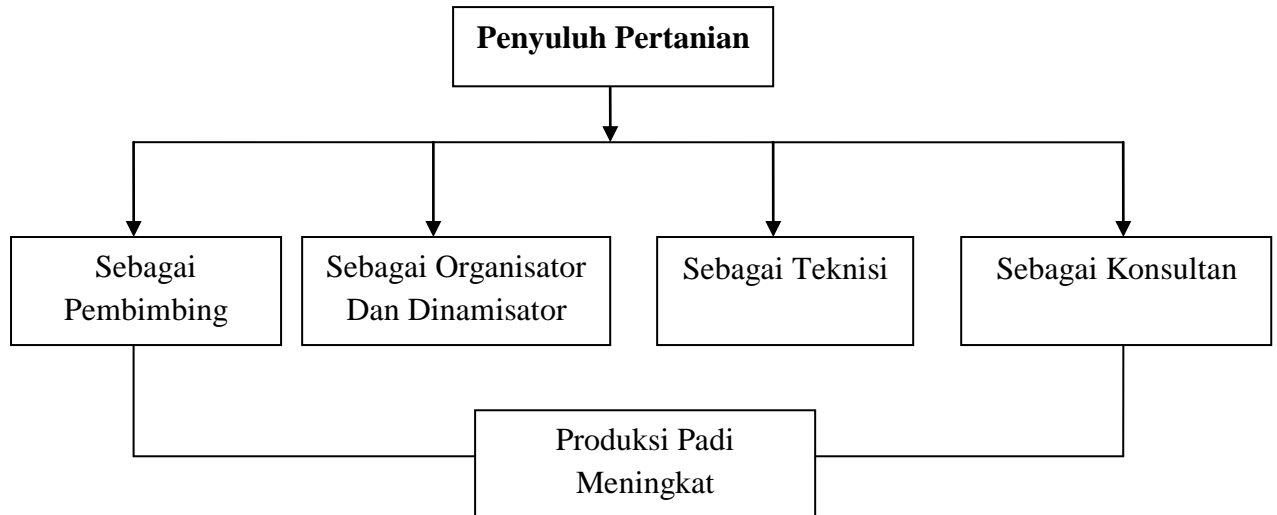 Penyuluh Pertanian
Sebagai
Pembimbing
Sebagai Organisator
Dan Dinamisator
Sebagai Teknisi
Sebagai Konsultan
Produksi Padi
Meningkat